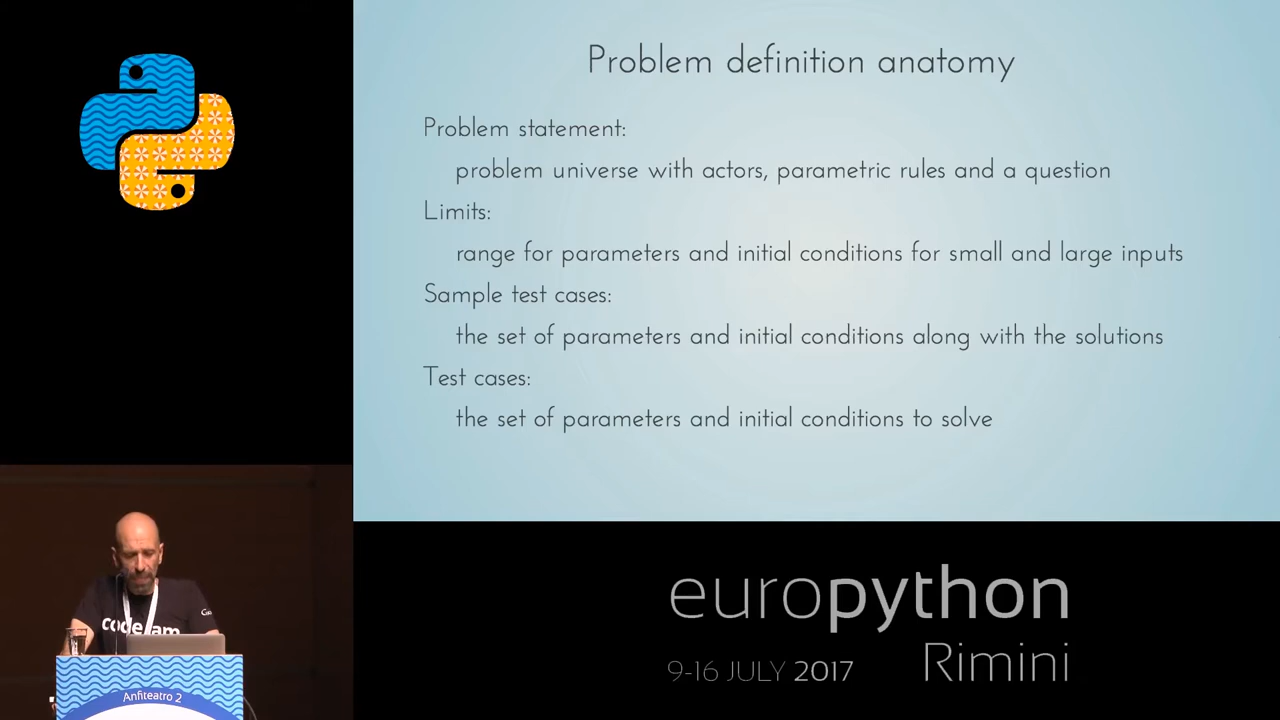 Problem definition anatomy
Problem statement:
problem universe with actors, parametric rules and a question
Limits:
range for parameters and initial conditions for small and large inputs
Sample test cases:
the set of parameters and initial conditions along with the solutions
Test cases:
the set of parameters and initial conditions to solve
europython
9-16 JULY 2017
Rimini
Anfiteatro 2